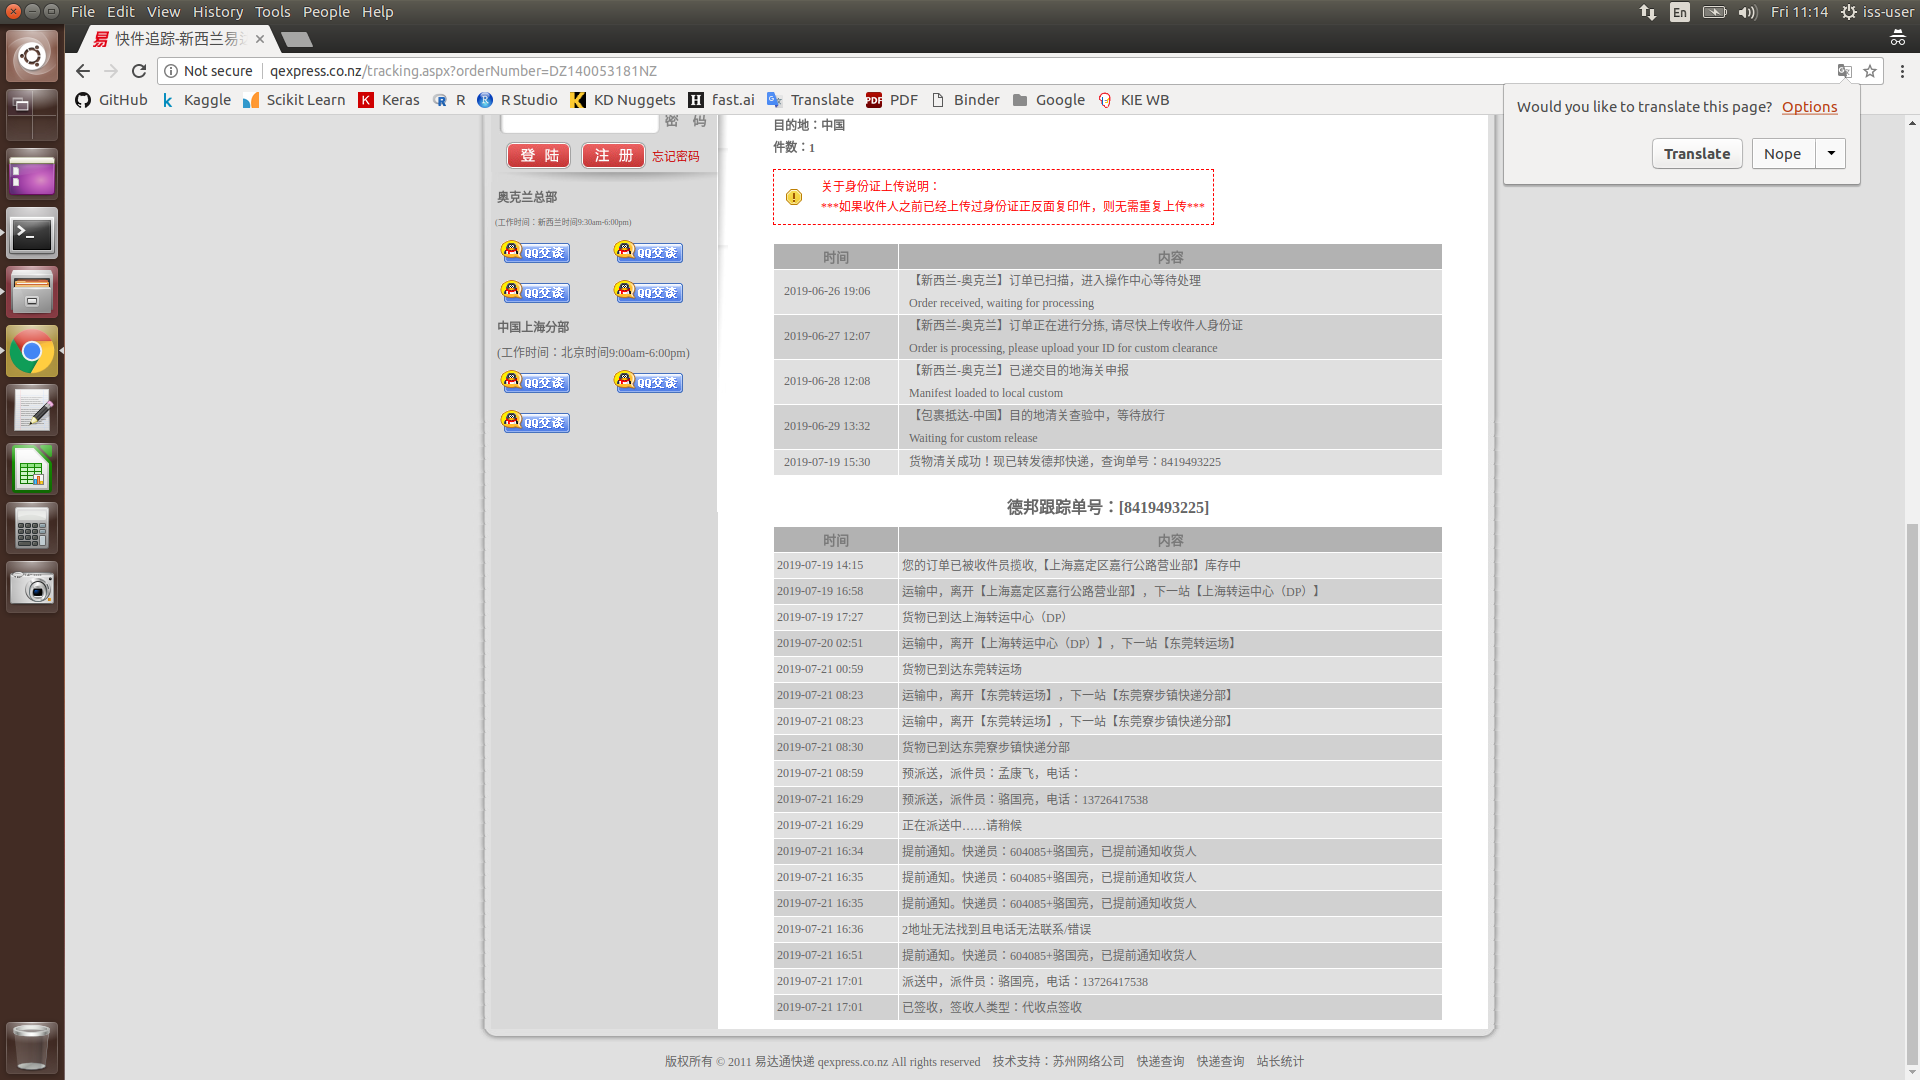 File Edit View History Tools People Help
En
Fri 11:14
iss-user
快件追踪-新西兰易
Not secure
qexpress.co.nz/tracking.aspx?orderNumber=DZ140053181NZ
GitHub
Kaggle
Scikit Learn
Keras
R
R Studio
KD Nuggets
fast.ai
Translate
PDF
Binder
Google
KIE WB
Would you like to translate this page? Options
Translate
Nope
密 码
登 陆
注 册
忘记密码
奥克兰总部
(工作时间：新西兰时间9:30am-6:00pm)
QQ交谈
QQ交谈
QQ交谈
QQ交谈
中国上海分部
(工作时间：北京时间9:00am-6:00pm)
QQ交谈
QQ交谈
QQ交谈
目的地：中国
件数：1
关于身份证上传说明：
***如果收件人之前已经上传过身份证正反面复印件，则无需重复上传***
时间 内容
2019-06-26 19:06 【新西兰-奥克兰】订单已扫描，进入操作中心等待处理
Order received, waiting for processing
2019-06-27 12:07 【新西兰-奥克兰】订单正在进行分拣, 请尽快上传收件人身份证
Order is processing, please upload your ID for custom clearance
2019-06-28 12:08 【新西兰-奥克兰】已递交目的地海关申报
Manifest loaded to local custom
2019-06-29 13:32 【包裹抵达-中国】目的地清关查验中，等待放行
Waiting for custom release
2019-07-19 15:30 货物清关成功！现已转发德邦快递，查询单号：8419493225
德邦跟踪单号：[8419493225]
时间 内容
2019-07-19 14:15 您的订单已被收件员揽收,【上海嘉定区嘉行公路营业部】库存中
2019-07-19 16:58 运输中，离开【上海嘉定区嘉行公路营业部】，下一站【上海转运中心（DP）】
2019-07-19 17:27 货物已到达上海转运中心（DP）
2019-07-20 02:51 运输中，离开【上海转运中心（DP）】，下一站【东莞转运场】
2019-07-21 00:59 货物已到达东莞转运场
2019-07-21 08:23 运输中，离开【东莞转运场】，下一站【东莞寮步镇快递分部】
2019-07-21 08:23 运输中，离开【东莞转运场】，下一站【东莞寮步镇快递分部】
2019-07-21 08:30 货物已到达东莞寮步镇快递分部
2019-07-21 08:59 预派送，派件员：孟康飞，电话：
2019-07-21 16:29 预派送，派件员：骆国亮，电话：13726417538
2019-07-21 16:29 正在派送中……请稍候
2019-07-21 16:34 提前通知。快递员：604085+骆国亮，已提前通知收货人
2019-07-21 16:35 提前通知。快递员：604085+骆国亮，已提前通知收货人
2019-07-21 16:35 提前通知。快递员：604085+骆国亮，已提前通知收货人
2019-07-21 16:36 2地址无法找到且电话无法联系/错误
2019-07-21 16:51 提前通知。快递员：604085+骆国亮，已提前通知收货人
2019-07-21 17:01 派送中，派件员：骆国亮，电话：13726417538
2019-07-21 17:01 已签收，签收人类型：代收点签收
版权所有 © 2011 易达通快递 qexpress.co.nz All rights reserved 技术支持：苏州网络公司 快递查询 快递查询 站长统计